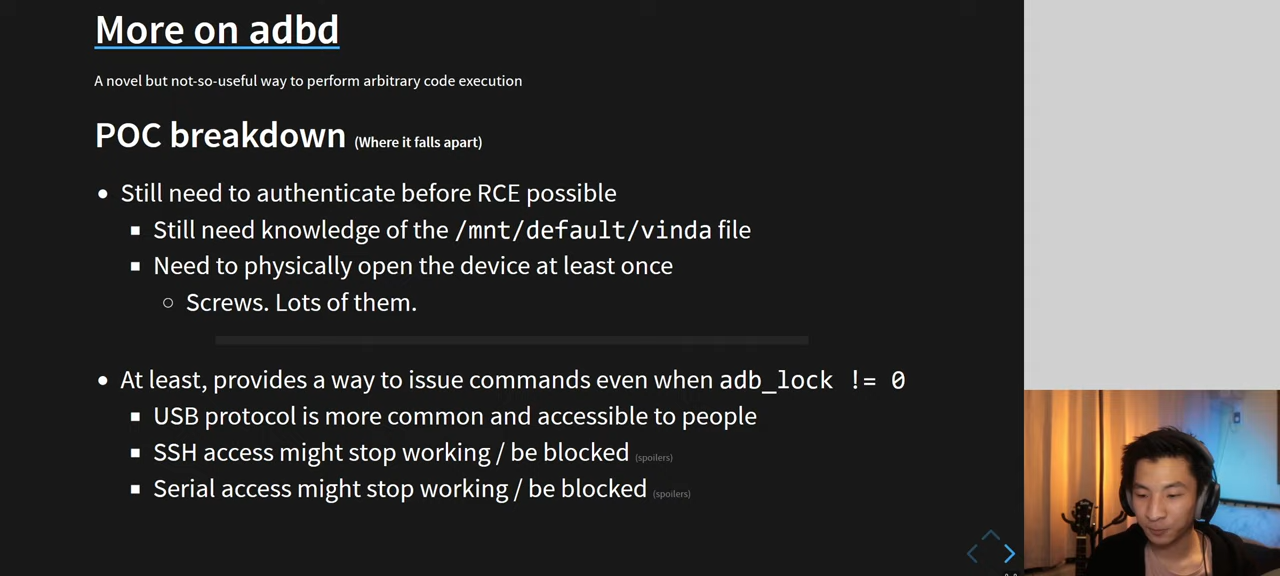 More on adbd
A novel but not-so-useful way to perform arbitrary code execution
POC breakdown (Where it falls apart)
Still need to authenticate before RCE possible
Still need knowledge of the /mnt/default/vinda file
Need to physically open the device at least once
Screws. Lots of them.
At least, provides a way to issue commands even when adb_lock != 0
USB protocol is more common and accessible to people
SSH access might stop working / be blocked (spoilers)
Serial access might stop working / be blocked (spoilers)